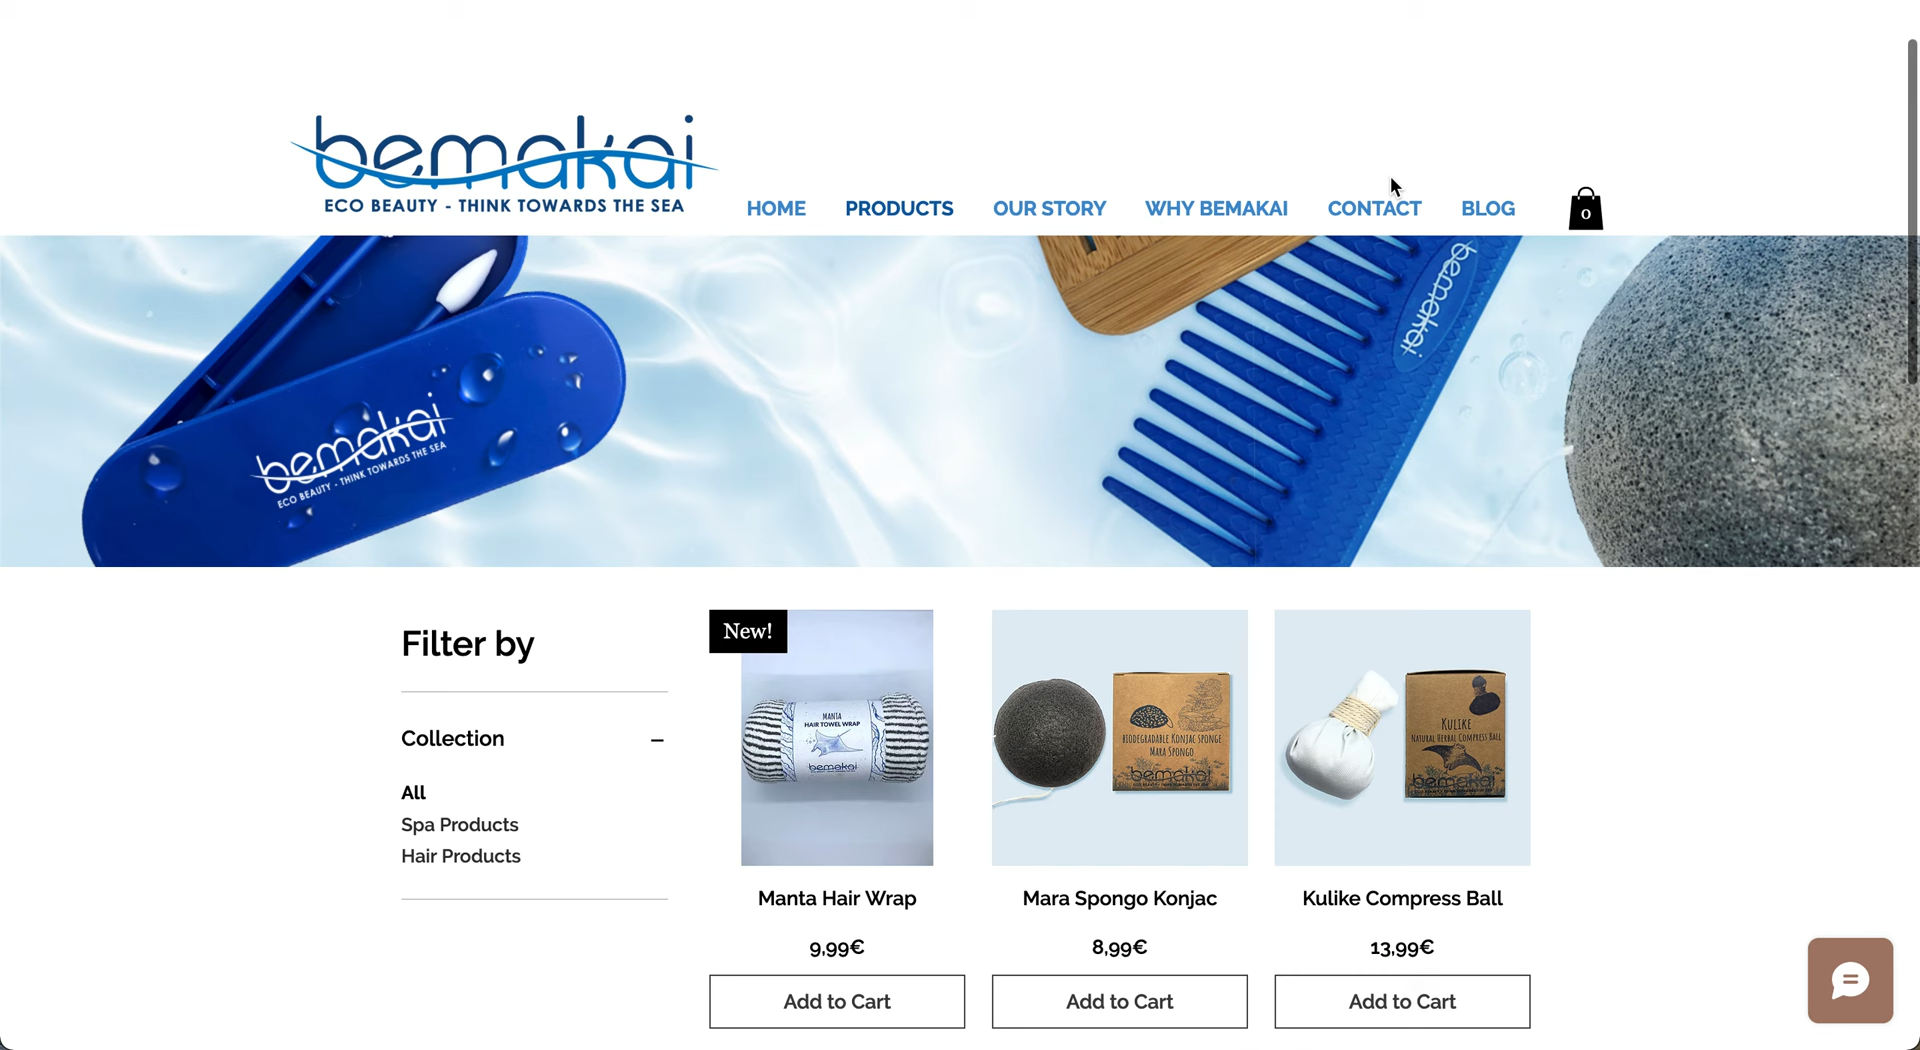 bemakai
ECO BEAUTY - THINK TOWARDS THE SEA
HOME
PRODUCTS
OUR STORY
WHY BEMAKAI
CONTACT
BLOG
0
bemakai
ECO BEAUTY - THINK TOWARDS THE SEA
bemakai
Filter by
Collection
All
Spa Products
Hair Products
New!
MANTA
HAIR TOWEL WRAP
bemakai
BIODEGRADABLE KONJAC SPONGE
MARA SPONGO
bemakai
KULIKE
NATURAL HERBAL COMPRESS BALL
bemakai
Manta Hair Wrap
9,99€
Add to Cart
Mara Spongo Konjac
8,99€
Add to Cart
Kulike Compress Ball
13,99€
Add to Cart